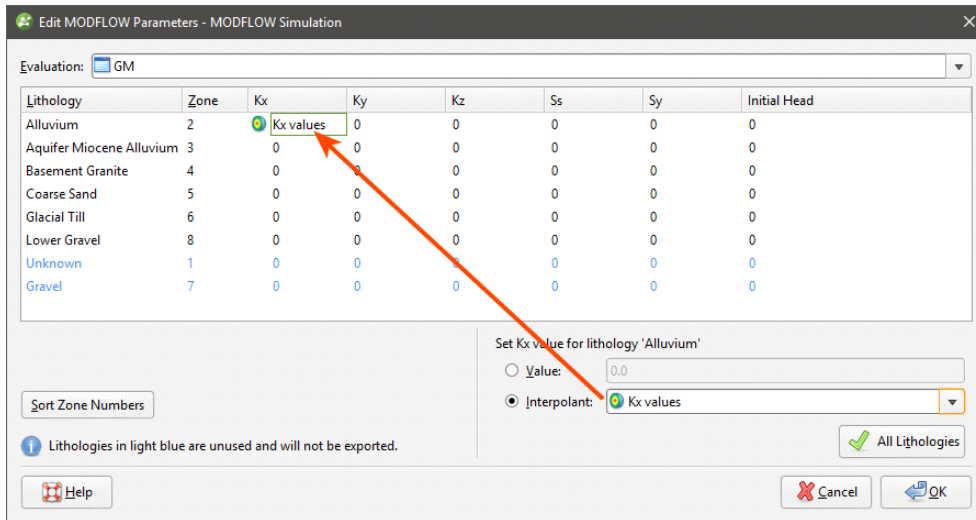 Edit MODFLOW Parameters - MODFLOW Simulation
Evaluation: GM
Lithology Zone Kx Ky Kz Ss Sy Initial Head
Alluvium 2 Kx values 0 0 0 0 0
Aquifer Miocene Alluvium 3 0 0 0 0 0 0
Basement Granite 4 0 0 0 0 0 0
Coarse Sand 5 0 0 0 0 0 0
Glacial Till 6 0 0 0 0 0 0
Lower Gravel 8 0 0 0 0 0 0
Unknown 1 0 0 0 0 0 0
Gravel 7 0 0 0 0 0 0
Set Kx value for lithology 'Alluvium'
Value: 0.0
Interpolant: Kx values
Sort Zone Numbers
All Lithologies
Lithologies in light blue are unused and will not be exported.
Help Cancel OK